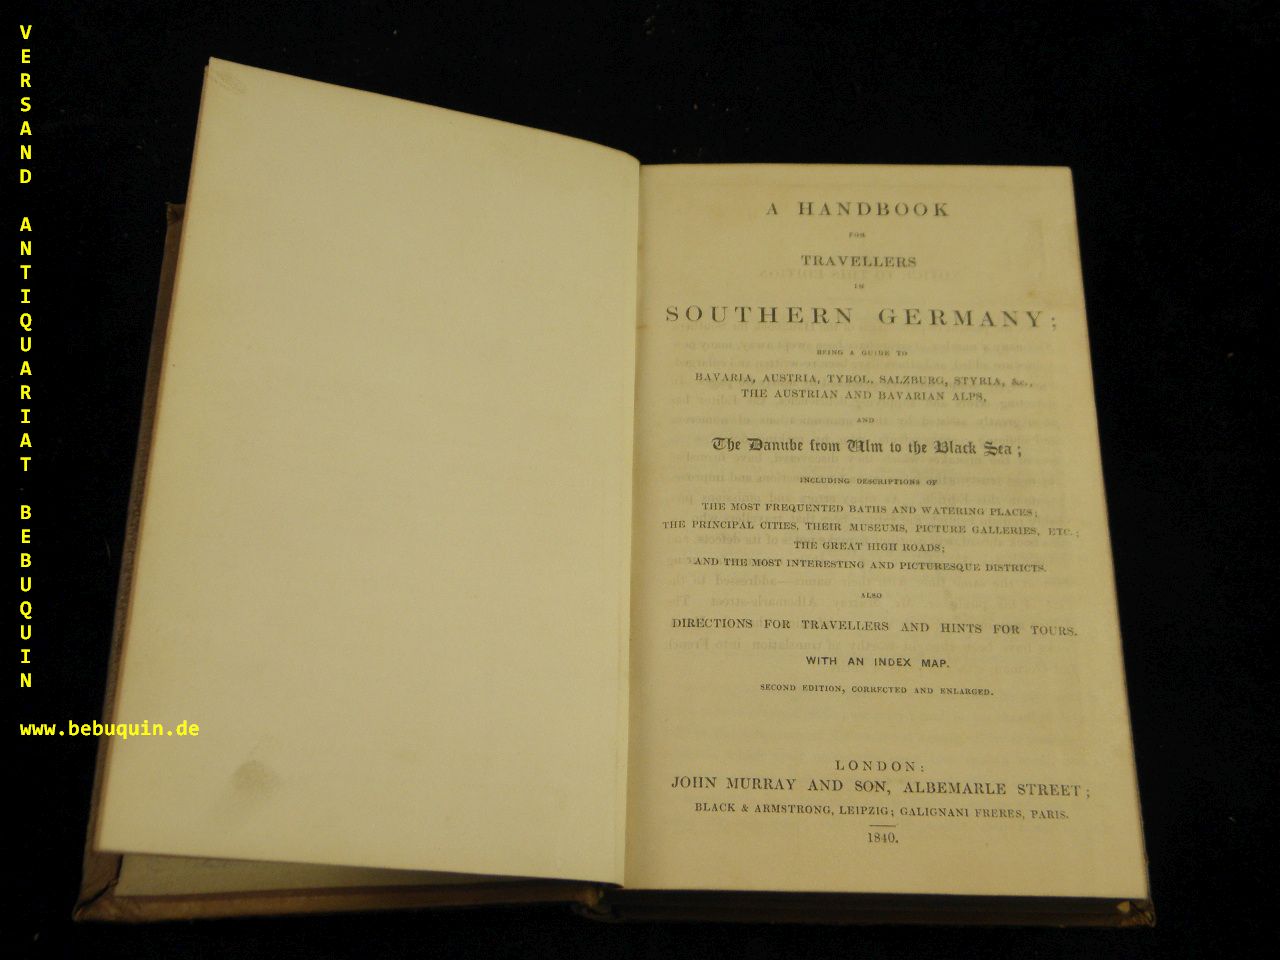 VERSAND ANTIQUARIAT BEBUQUIN
www.bebuquin.de
A HANDBOOK
FOR
TRAVELLERS
IN
SOUTHERN GERMANY;
BEING A GUIDE TO
BAVARIA, AUSTRIA, TYROL, SALZBURG, STYRIA, &c.,
THE AUSTRIAN AND BAVARIAN ALPS,
AND
The Danube from Ulm to the Black Sea;
INCLUDING DESCRIPTIONS OF
THE MOST FREQUENTED BATHS AND WATERING PLACES;
THE PRINCIPAL CITIES, THEIR MUSEUMS, PICTURE GALLERIES, ETC.;
THE GREAT HIGH ROADS;
AND THE MOST INTERESTING AND PICTURESQUE DISTRICTS.
ALSO
DIRECTIONS FOR TRAVELLERS AND HINTS FOR TOURS.
WITH AN INDEX MAP.
SECOND EDITION, CORRECTED AND ENLARGED.
LONDON:
JOHN MURRAY AND SON, ALBEMARLE STREET;
BLACK & ARMSTRONG, LEIPZIG; GALIGNANI FRERES, PARIS.
1840.